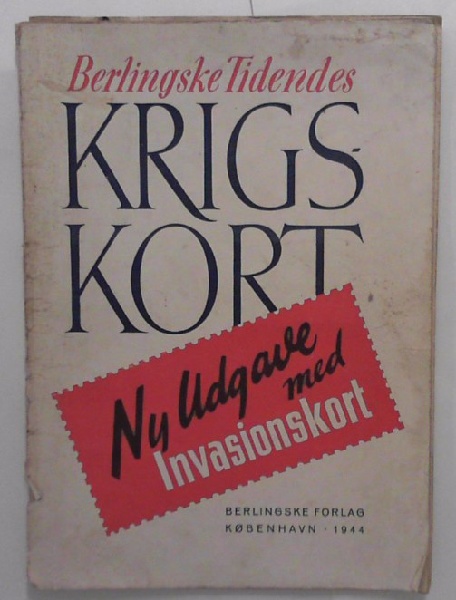 Berlingske Tidendes
KRIGS
KORT
Ny Udgave
med
Invasionskort
BERLINGSKE FORLAG
KØBENHAVN · 1944